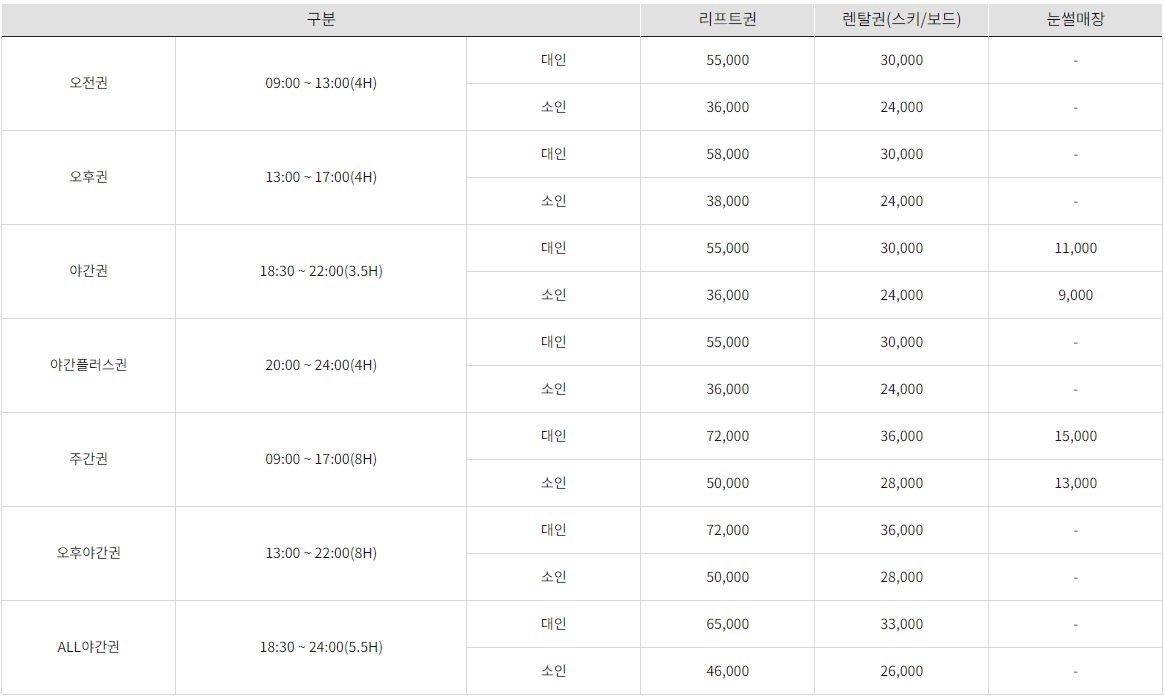 구분 리프트권 렌탈권(스키/보드) 눈썰매장
오전권 09:00 ~ 13:00(4H) 대인 55,000 30,000 -
소인 36,000 24,000 -
오후권 13:00 ~ 17:00(4H) 대인 58,000 30,000 -
소인 38,000 24,000 -
야간권 18:30 ~ 22:00(3.5H) 대인 55,000 30,000 11,000
소인 36,000 24,000 9,000
야간플러스권 20:00 ~ 24:00(4H) 대인 55,000 30,000 -
소인 36,000 24,000 -
주간권 09:00 ~ 17:00(8H) 대인 72,000 36,000 15,000
소인 50,000 28,000 13,000
오후야간권 13:00 ~ 22:00(8H) 대인 72,000 36,000 -
소인 50,000 28,000 -
ALL야간권 18:30 ~ 24:00(5.5H) 대인 65,000 33,000 -
소인 46,000 26,000 -